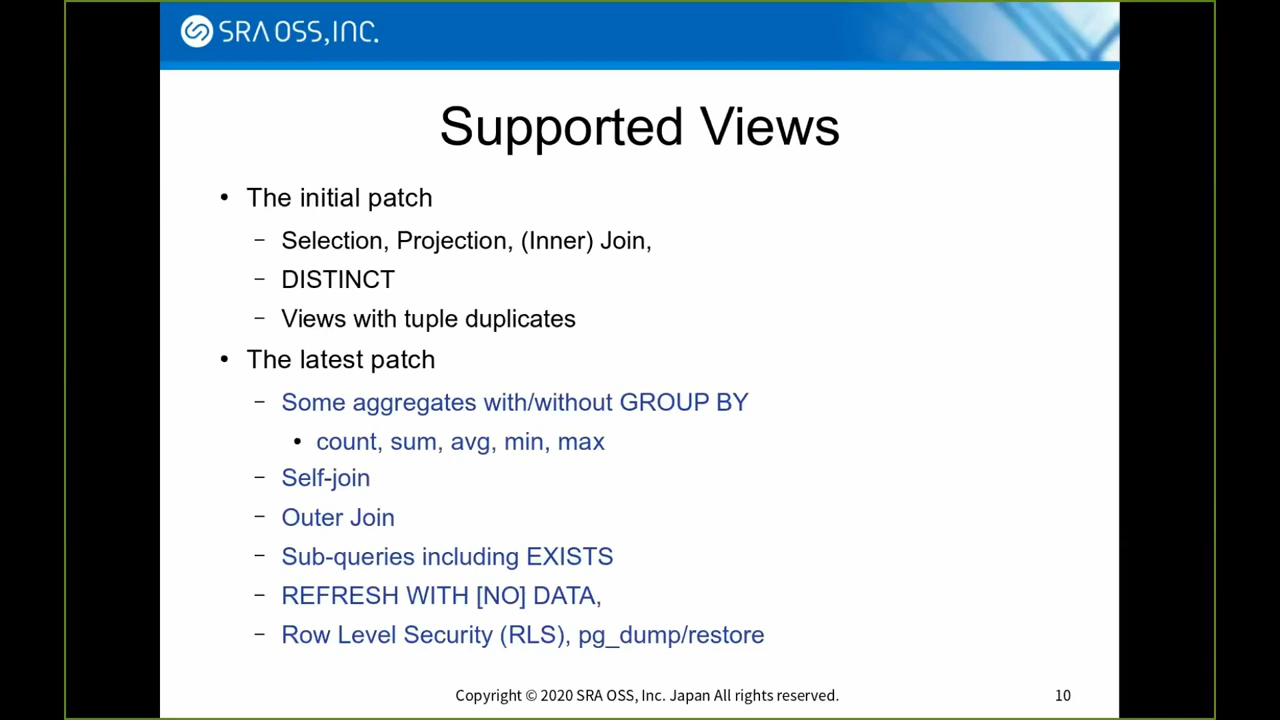 SRA OSS, INC.
Supported Views
• The initial patch
– Selection, Projection, (Inner) Join,
– DISTINCT
– Views with tuple duplicates
• The latest patch
– Some aggregates with/without GROUP BY
• count, sum, avg, min, max
– Self-join
– Outer Join
– Sub-queries including EXISTS
– REFRESH WITH [NO] DATA,
– Row Level Security (RLS), pg_dump/restore
Copyright © 2020 SRA OSS, Inc. Japan All rights reserved.
10